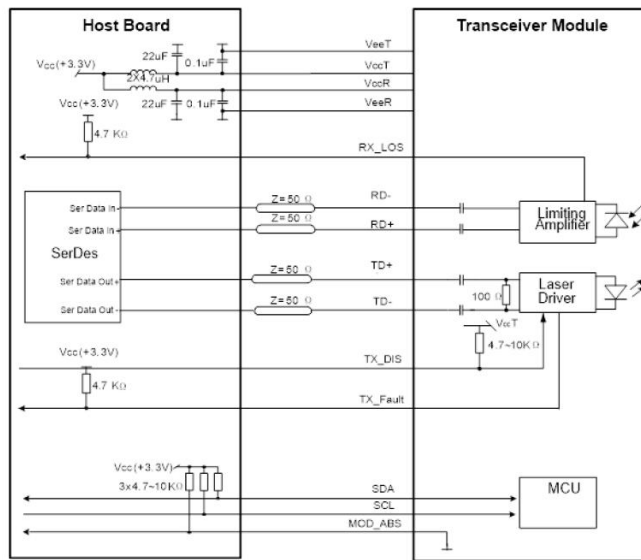 Host Board
Transceiver Module
VeeT
22uF
0.1uF
Vcc(+3.3V)
VccT
2X4.7uH
VccR
Vcc(+3.3V)
22uF
0.1uF
VeeR
4.7 KΩ
RX_LOS
Z=50 Ω
RD-
Ser Data In-
Z=50 Ω
Limiting
Amplifier
Ser Data In+
RD+
SerDes
Z=50 Ω
TD+
Laser
Driver
Ser Data Out+
100 Ω
Z=50 Ω
TD-
Ser Data Out-
VccT
4.7~10KΩ
Vcc(+3.3V)
TX_DIS
4.7 KΩ
TX_Fault
Vcc(+3.3V)
3x4.7~10KΩ
SDA
MCU
SCL
MOD_ABS